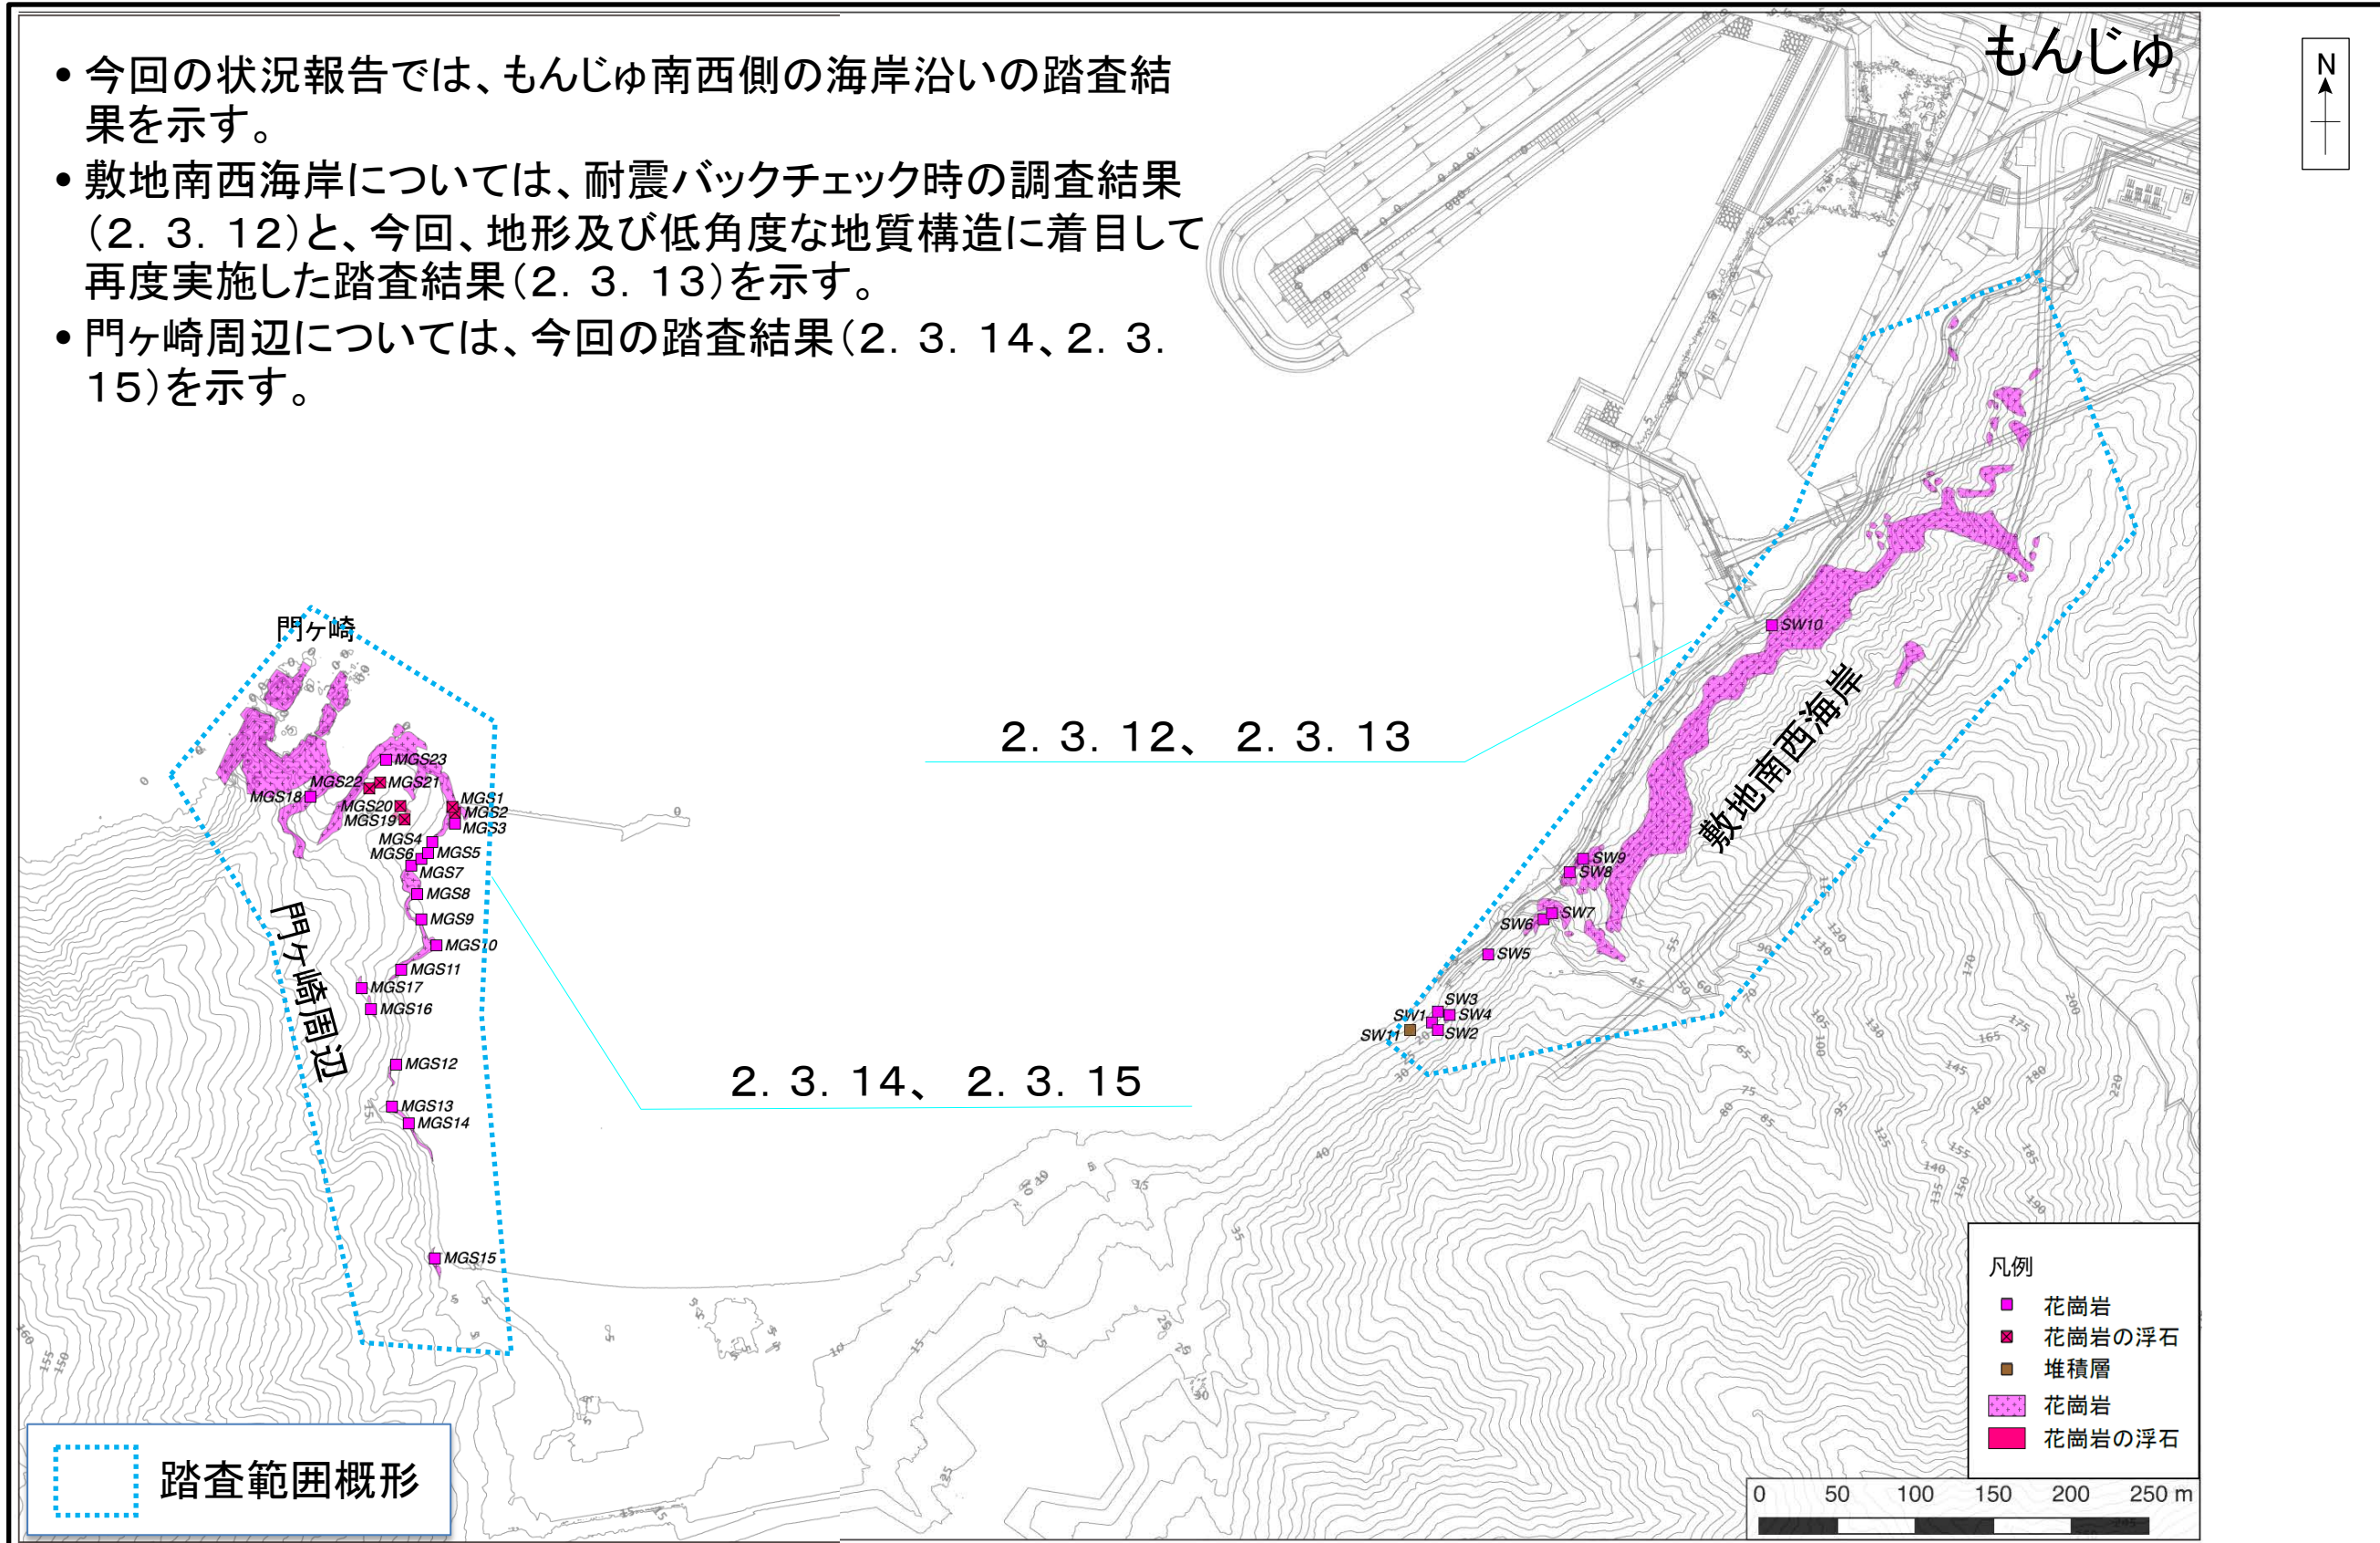 • 今回の状況報告では、もんじゅ南西側の海岸沿いの踏査結
果を示す。
• 敷地南西海岸については、耐震バックチェック時の調査結果
（２．３．１２）と、今回、地形及び低角度な地質構造に着目して
再度実施した踏査結果（２．３．１３）を示す。
• 門ヶ崎周辺については、今回の踏査結果（２．３．１４、２．３．
１５）を示す。
もんじゅ
N
門ヶ崎
MGS23
MGS22
MGS21
MGS18
MGS20
MGS19
MGS1
MGS2
MGS3
MGS4
MGS5
MGS6
MGS7
MGS8
MGS9
MGS10
MGS11
MGS17
MGS16
MGS12
MGS13
MGS14
MGS15
門ヶ崎周辺
２．３．１２、 ２．３．１３
２．３．１４、 ２．３．１５
SW10
敷地南西海岸
SW9
SW8
SW7
SW6
SW5
SW3
SW1
SW4
SW11
SW2
凡例
花崗岩
花崗岩の浮石
堆積層
花崗岩
花崗岩の浮石
0 50 100 150 200 250 m
踏査範囲概形